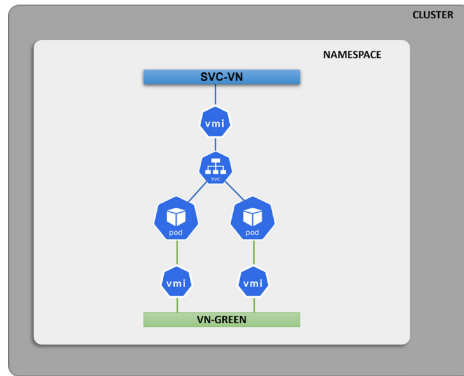 CLUSTER
NAMESPACE
SVC-VN
vmi
svc
pod pod
vmi vmi
VN-GREEN